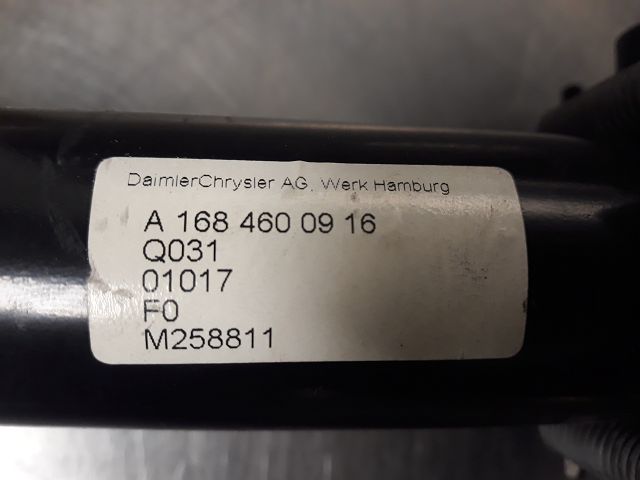 DaimlerChrysler AG, Werk Hamburg
A 168 460 09 16
Q031
01017
F0
M258811